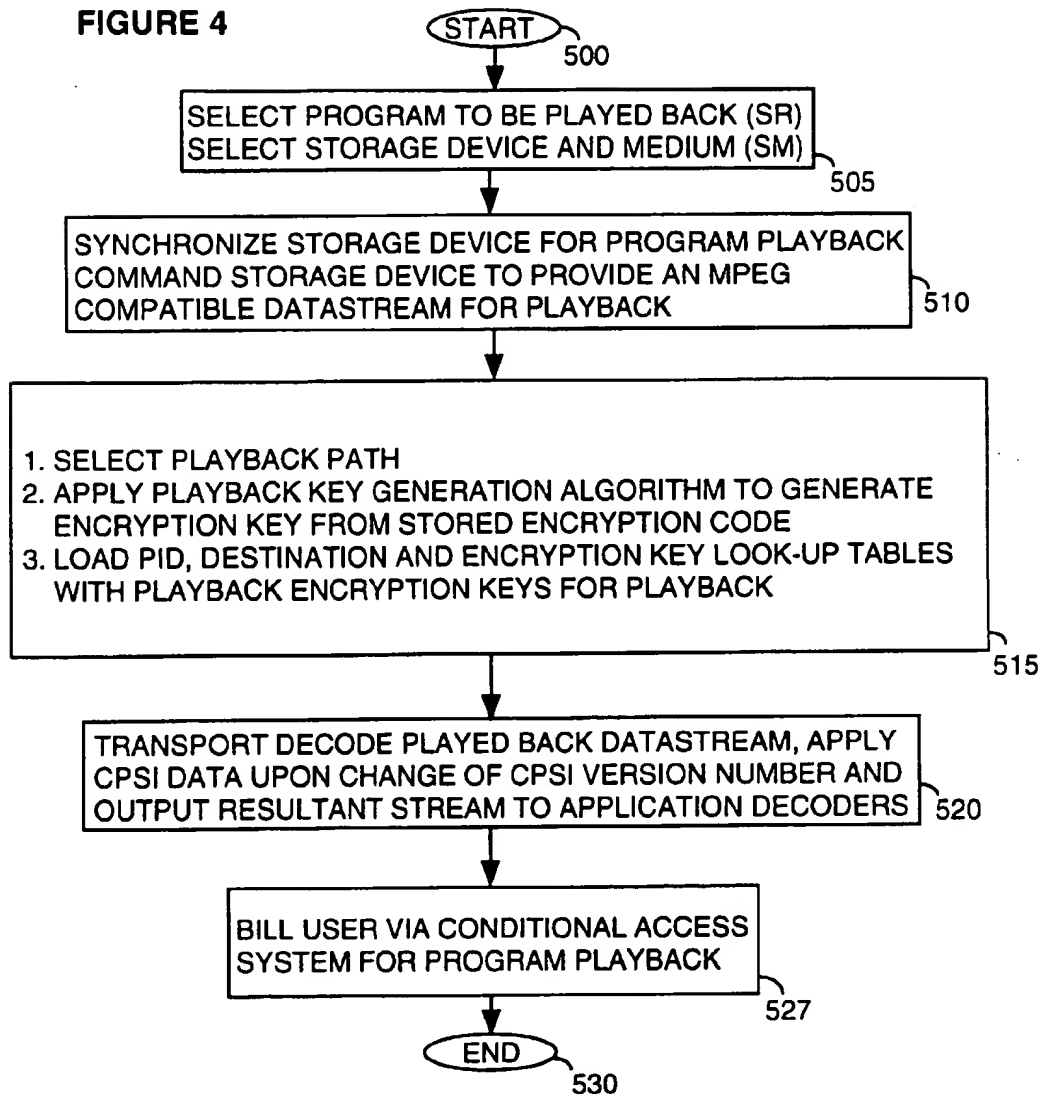 FIGURE 4
START
500
SELECT PROGRAM TO BE PLAYED BACK (SR)
SELECT STORAGE DEVICE AND MEDIUM (SM)
505
SYNCHRONIZE STORAGE DEVICE FOR PROGRAM PLAYBACK
COMMAND STORAGE DEVICE TO PROVIDE AN MPEG
COMPATIBLE DATASTREAM FOR PLAYBACK
510
1. SELECT PLAYBACK PATH
2. APPLY PLAYBACK KEY GENERATION ALGORITHM TO GENERATE
ENCRYPTION KEY FROM STORED ENCRYPTION CODE
3. LOAD PID, DESTINATION AND ENCRYPTION KEY LOOK-UP TABLES
WITH PLAYBACK ENCRYPTION KEYS FOR PLAYBACK
515
TRANSPORT DECODE PLAYED BACK DATASTREAM, APPLY
CPSI DATA UPON CHANGE OF CPSI VERSION NUMBER AND
OUTPUT RESULTANT STREAM TO APPLICATION DECODERS
520
BILL USER VIA CONDITIONAL ACCESS
SYSTEM FOR PROGRAM PLAYBACK
527
END
530